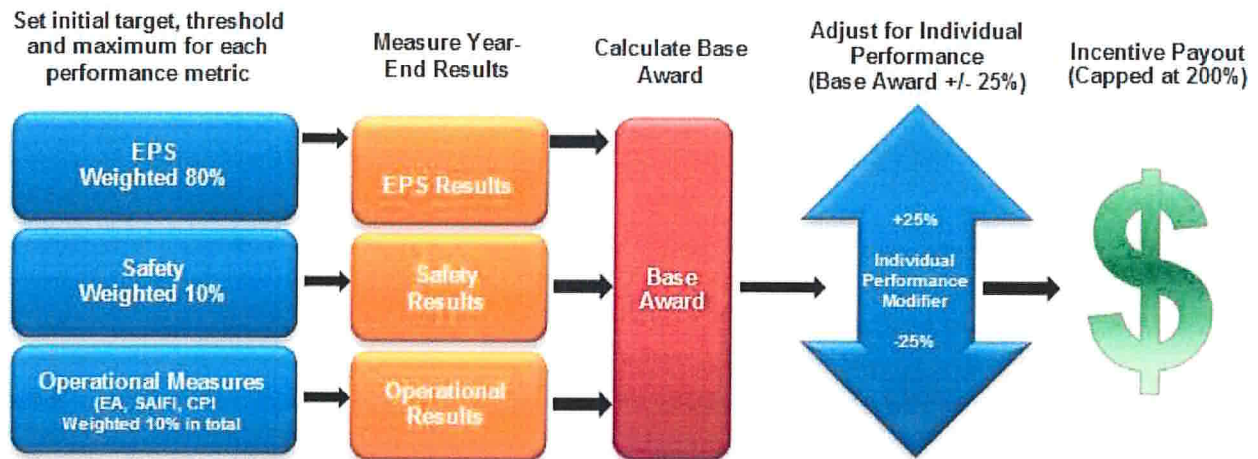 Set initial target, threshold
and maximum for each
performance metric
Measure Year-
End Results
Calculate Base
Award
Adjust for Individual
Performance
(Base Award +/- 25%)
Incentive Payout
(Capped at 200%)
EPS
Weighted 80%
EPS Results
Safety
Weighted 10%
Safety
Results
Operational Measures
(EA, SAIFI, CPI
Weighted 10% in total
Operational
Results
Base
Award
+25%
Individual
Performance
Modifier
-25%
$